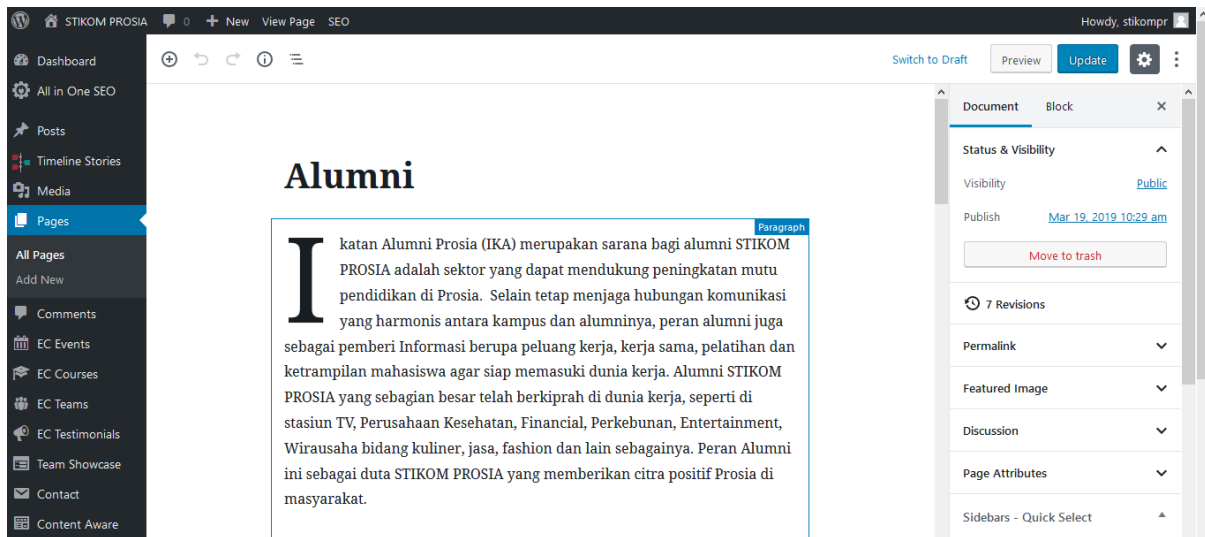 STIKOM PROSIA 0 New View Page SEO Howdy, stikompr
Dashboard
All in One SEO
Posts
Timeline Stories
Media
Pages
All Pages
Add New
Comments
EC Events
EC Courses
EC Teams
EC Testimonials
Team Showcase
Contact
Content Aware
Switch to Draft Preview Update
Alumni
Paragraph
Ikatan Alumni Prosia (IKA) merupakan sarana bagi alumni STIKOM
PROSIA adalah sektor yang dapat mendukung peningkatan mutu
pendidikan di Prosia. Selain tetap menjaga hubungan komunikasi
yang harmonis antara kampus dan alumninya, peran alumni juga
sebagai pemberi Informasi berupa peluang kerja, kerja sama, pelatihan dan
ketrampilan mahasiswa agar siap memasuki dunia kerja. Alumni STIKOM
PROSIA yang sebagian besar telah berkiprah di dunia kerja, seperti di
stasiun TV, Perusahaan Kesehatan, Financial, Perkebunan, Entertainment,
Wirausaha bidang kuliner, jasa, fashion dan lain sebagainya. Peran Alumni
ini sebagai duta STIKOM PROSIA yang memberikan citra positif Prosia di
masyarakat.
Document Block
Status & Visibility
Visibility Public
Publish Mar 19, 2019 10:29 am
Move to trash
7 Revisions
Permalink
Featured Image
Discussion
Page Attributes
Sidebars - Quick Select